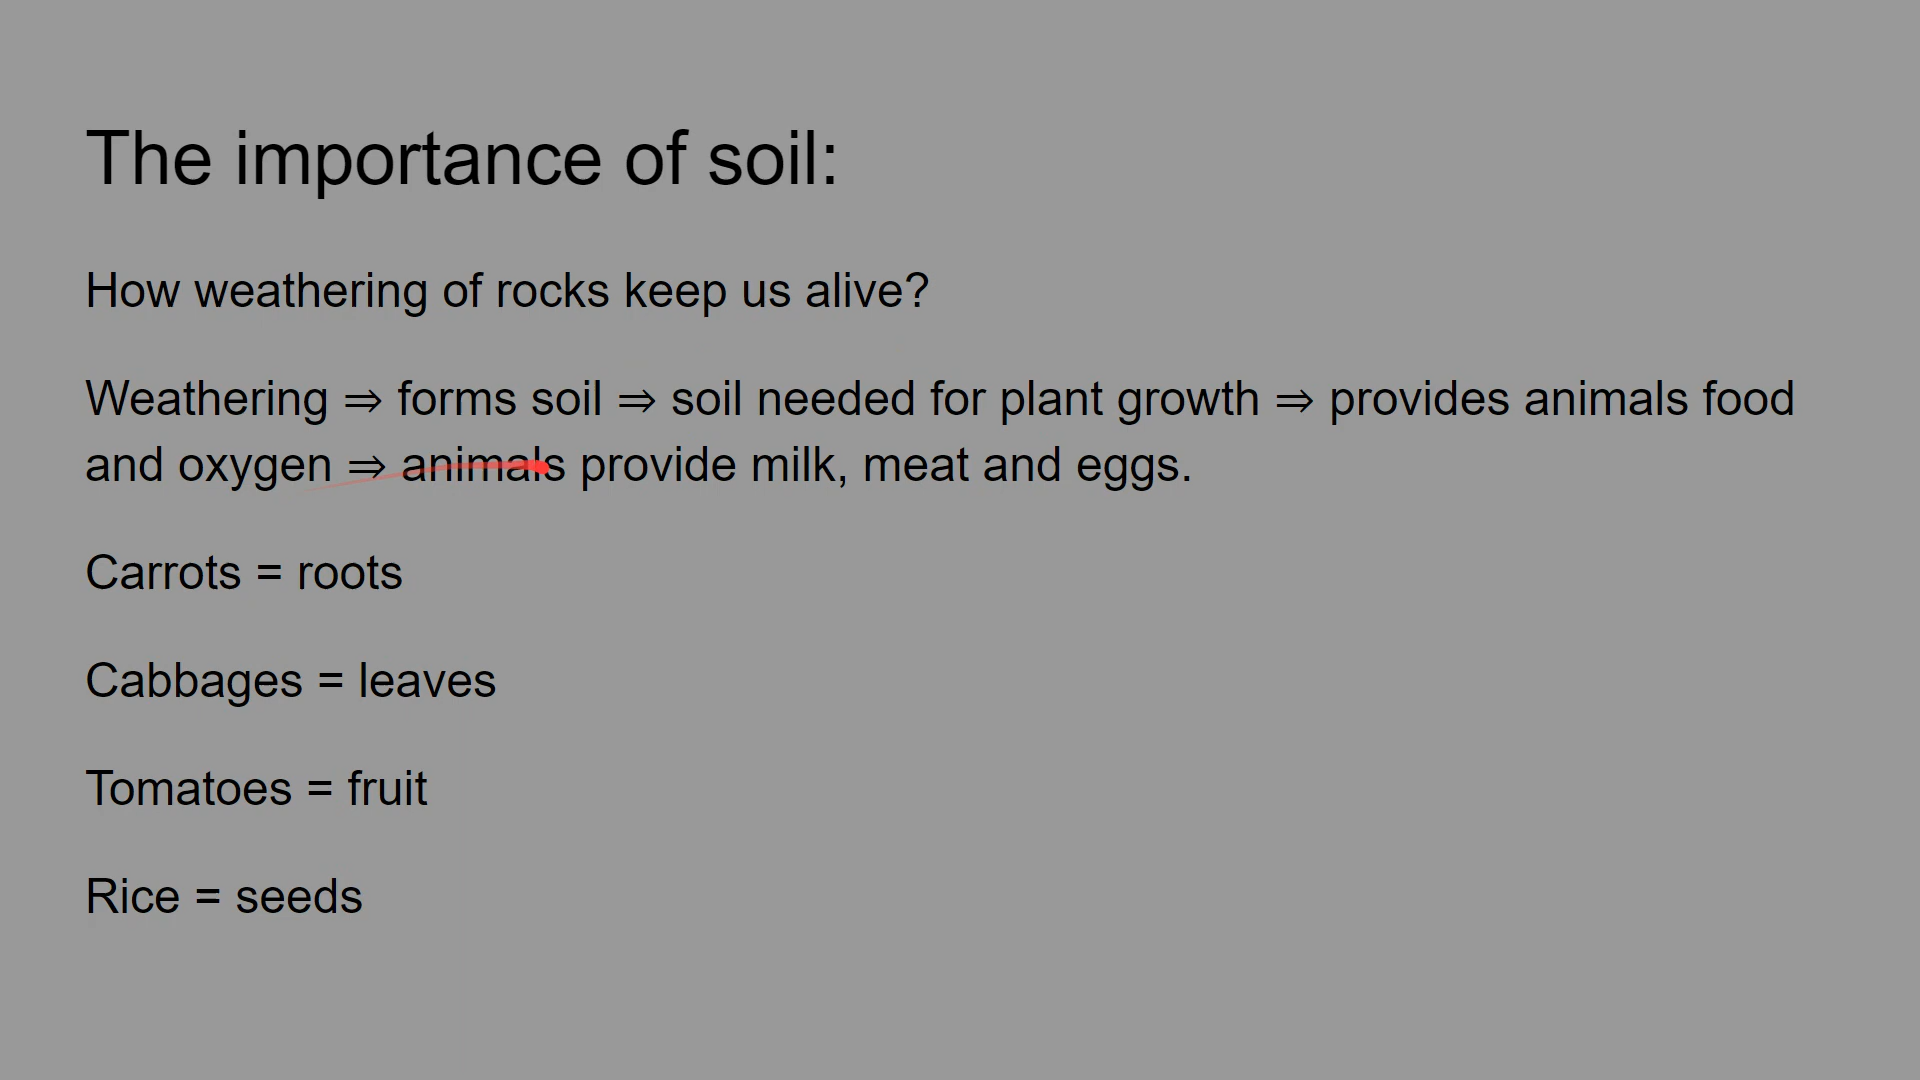 The importance of soil:
How weathering of rocks keep us alive?
Weathering ⇒ forms soil ⇒ soil needed for plant growth ⇒ provides animals food
and oxygen ⇒ animals provide milk, meat and eggs.
Carrots = roots
Cabbages = leaves
Tomatoes = fruit
Rice = seeds